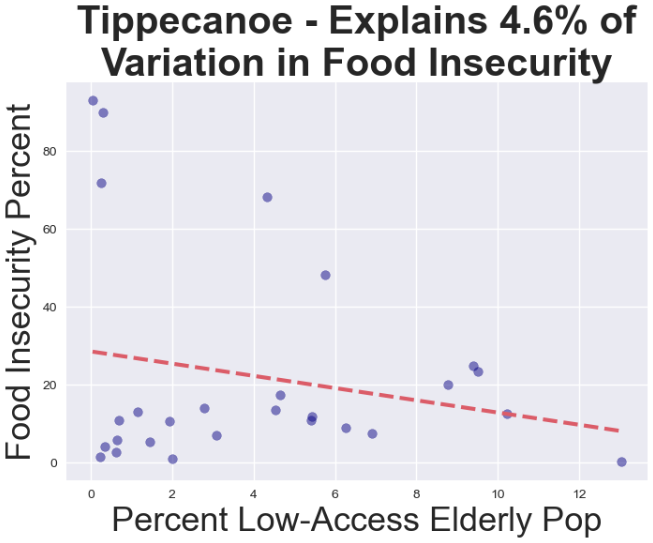 Tippecanoe - Explains 4.6% of
Variation in Food Insecurity
Food Insecurity Percent
80
60
40
20
0
0 2 4 6 8 10 12
Percent Low-Access Elderly Pop